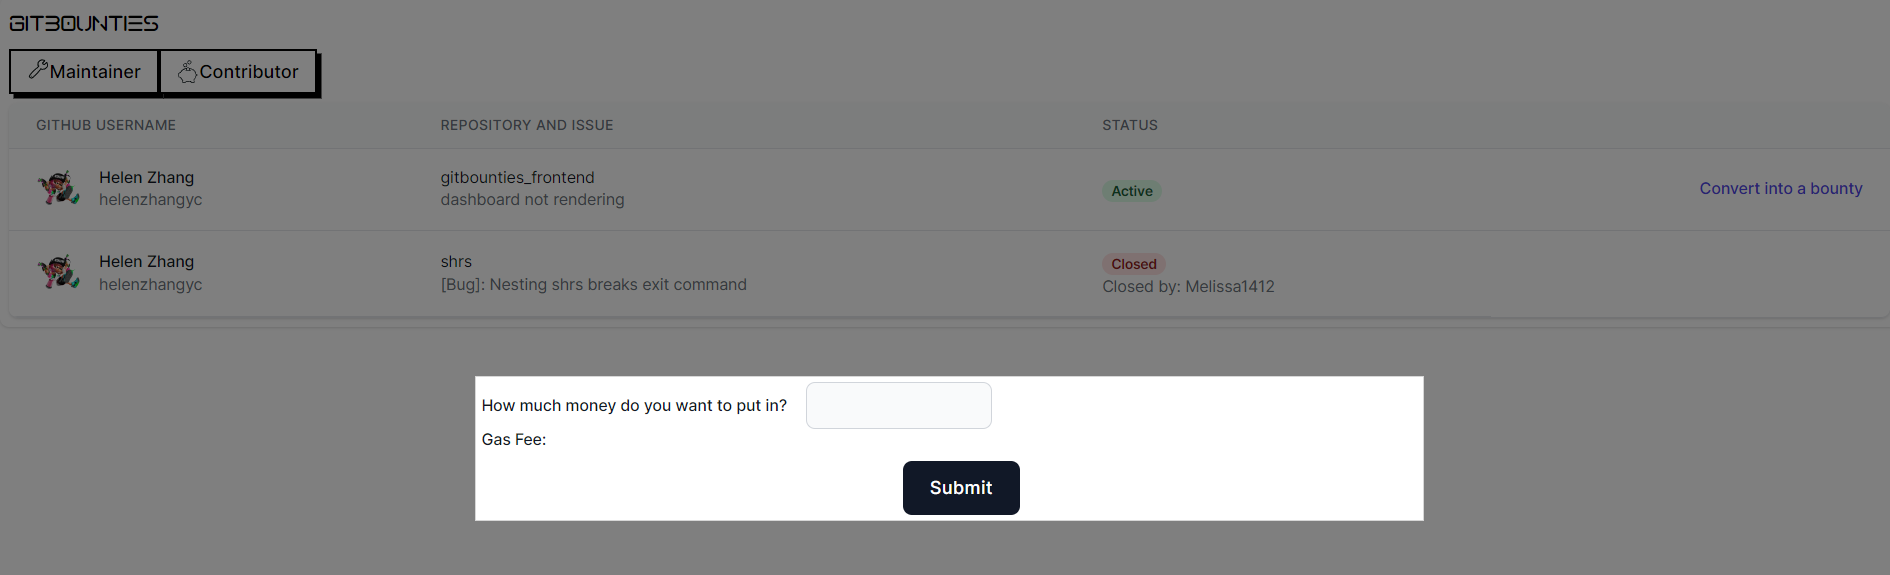 GITBOUNTIES
Maintainer Contributor
GITHUB USERNAME REPOSITORY AND ISSUE STATUS
Helen Zhang gitbounties_frontend
helenzhangyc dashboard not rendering
Active
Convert into a bounty
Helen Zhang shrs
helenzhangyc [Bug]: Nesting shrs breaks exit command
Closed
Closed by: Melissa1412
How much money do you want to put in?
Gas Fee:
Submit